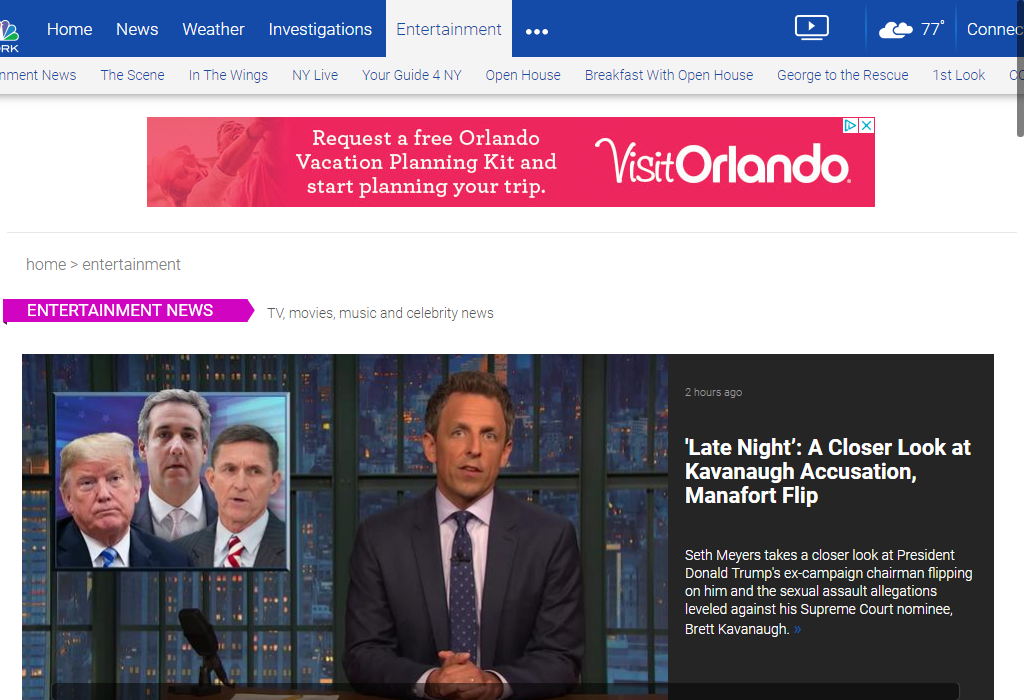 RK
Home News Weather Investigations Entertainment ••• 77° Connec
nment News The Scene In The Wings NY Live Your Guide 4 NY Open House Breakfast With Open House George to the Rescue 1st Look CO
Request a free Orlando
Vacation Planning Kit and
start planning your trip.
VisitOrlando®
home > entertainment
ENTERTAINMENT NEWS
TV, movies, music and celebrity news
2 hours ago
'Late Night’: A Closer Look at
Kavanaugh Accusation,
Manafort Flip
Seth Meyers takes a closer look at President
Donald Trump's ex-campaign chairman flipping
on him and the sexual assault allegations
leveled against his Supreme Court nominee,
Brett Kavanaugh. »